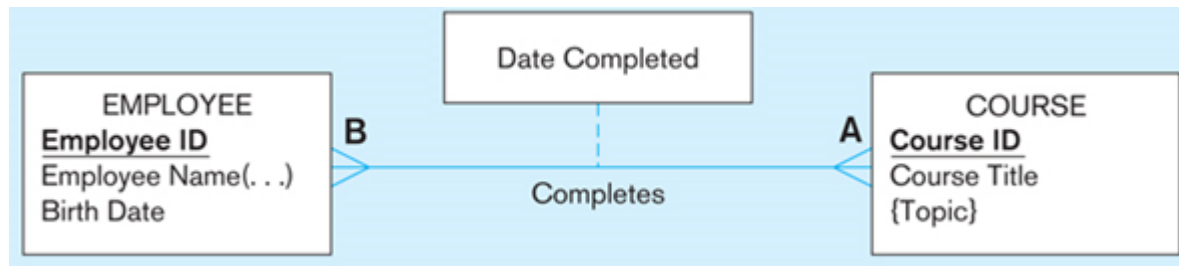 Date Completed
EMPLOYEE
Employee ID
Employee Name(. . .)
Birth Date
B
Completes
A
COURSE
Course ID
Course Title
{Topic}